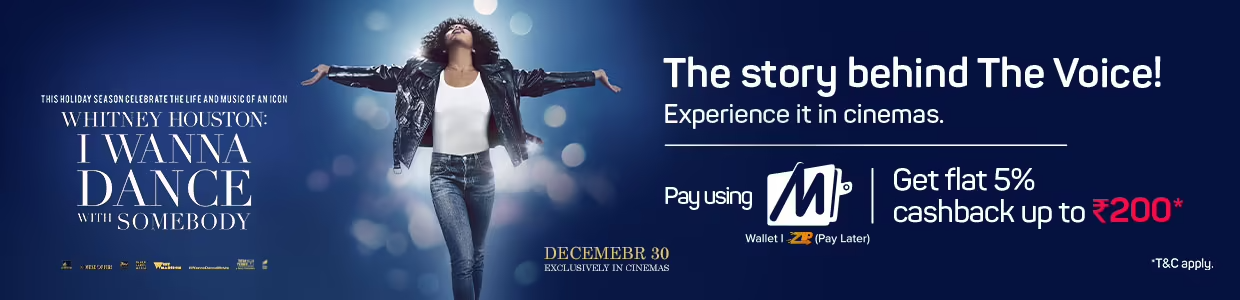 THIS HOLIDAY SEASON CELEBRATE THE LIFE AND MUSIC OF AN ICON
WHITNEY HOUSTON:
I WANNA
DANCE
WITH SOMEBODY
DECEMEBR 30
EXCLUSIVELY IN CINEMAS
The story behind The Voice!
Experience it in cinemas.
Pay using
M
Wallet | ZIP (Pay Later)
Get flat 5%
cashback up to ₹200*
*T&C apply.